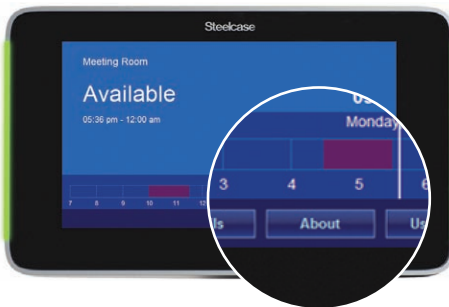 Steelcase
Meeting Room
Available
05:36 pm - 12:00 am
Monday
7 8 9 10 11
3 4 5 6
About